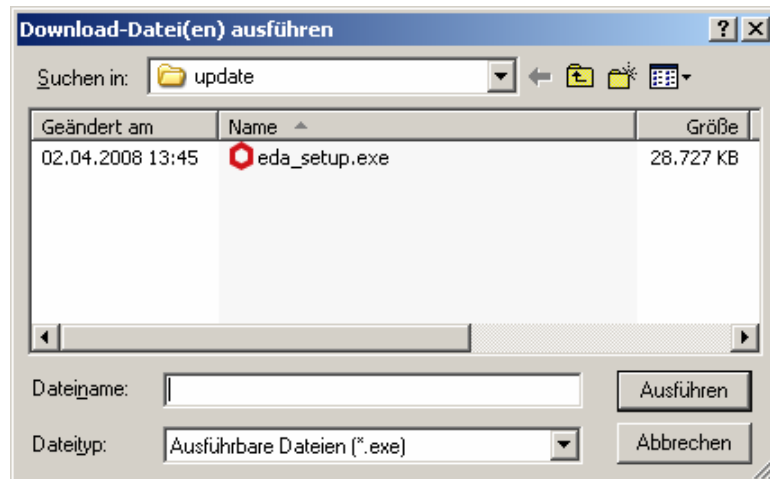 Download-Datei(en) ausführen
Suchen in: update
Geändert am Name Größe
02.04.2008 13:45 eda_setup.exe 28.727 KB
Dateiname: Ausführen
Dateityp: Ausführbare Dateien (*.exe) Abbrechen